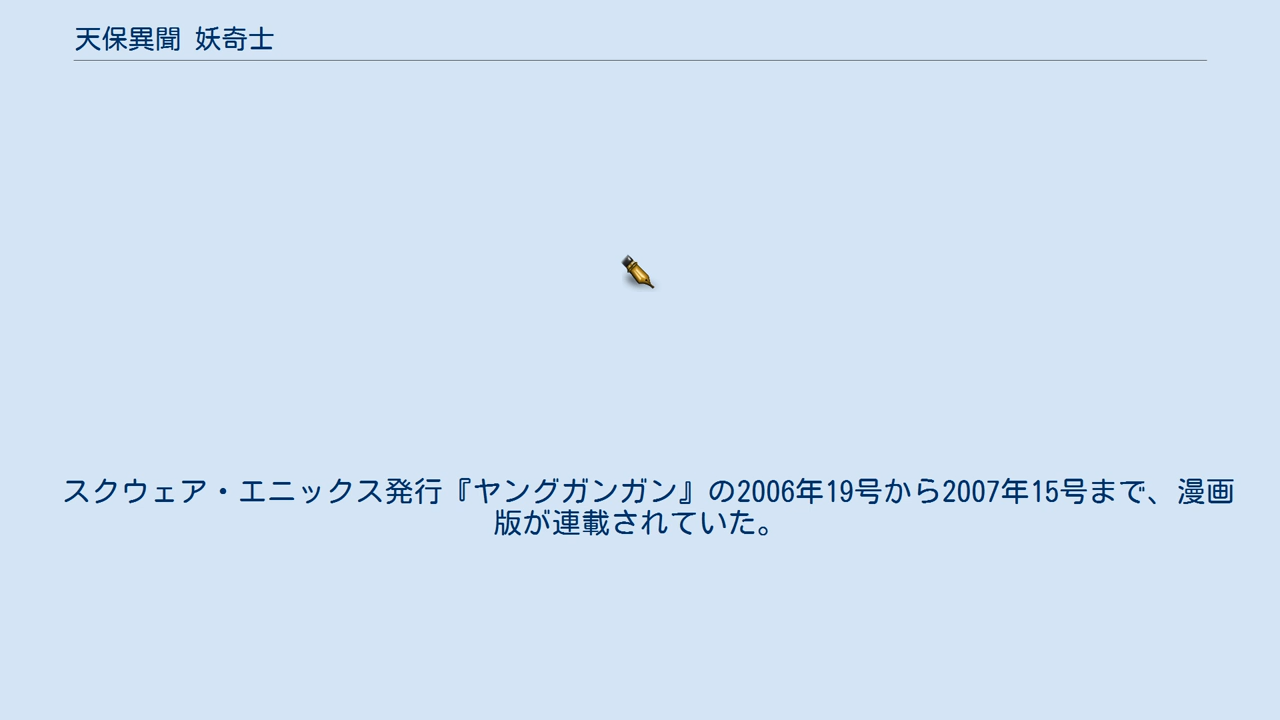 天保異聞 妖奇士
スクウェア・エニックス発行『ヤングガンガン』の2006年19号から2007年15号まで、漫画
版が連載されていた。